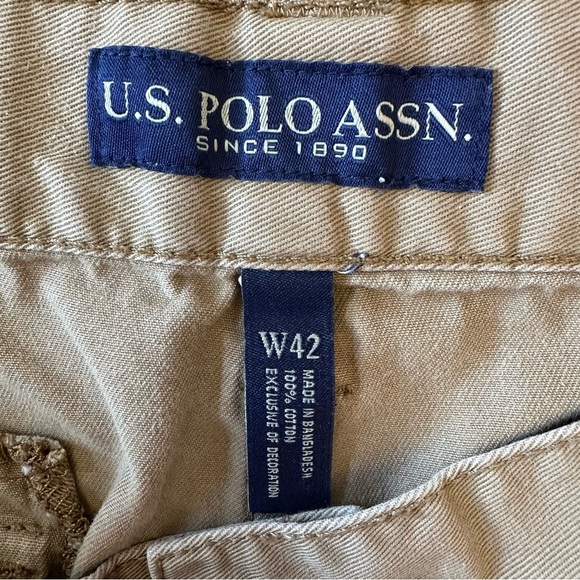 U.S. POLO ASSN.
SINCE 1890
W42
MADE IN BANGLADESH
100% COTTON
EXCLUSIVE OF DECORATION